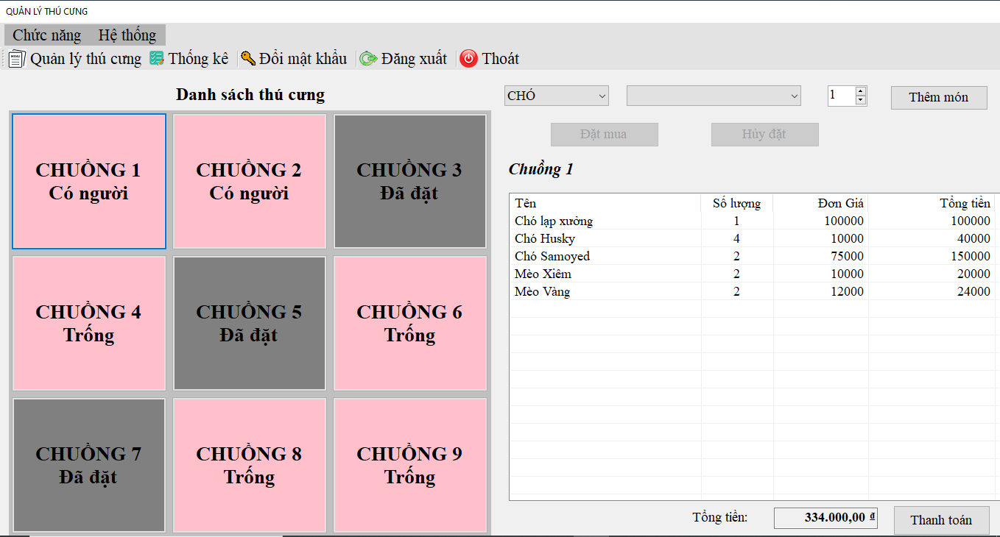 QUẢN LÝ THÚ CƯNG
Chức năng Hệ thống
MENU Quản lý thú cưng Thống kê Đổi mật khẩu Đăng xuất Thoát
Danh sách thú cưng
CHUỒNG 1
Có người
CHUỒNG 2
Có người
CHUỒNG 3
Đã đặt
CHUỒNG 4
Trống
CHUỒNG 5
Đã đặt
CHUỒNG 6
Trống
CHUỒNG 7
Đã đặt
CHUỒNG 8
Trống
CHUỒNG 9
Trống
CHÓ 1 Thêm món
Đặt mua Hủy đặt
Chuồng 1
Tên Số lượng Đơn Giá Tổng tiền
Chó lạp xưởng 1 100000 100000
Chó Husky 4 10000 40000
Chó Samoyed 2 75000 150000
Mèo Xiêm 2 10000 20000
Mèo Vàng 2 12000 24000
Tổng tiền: 334.000,00 ₫ Thanh toán